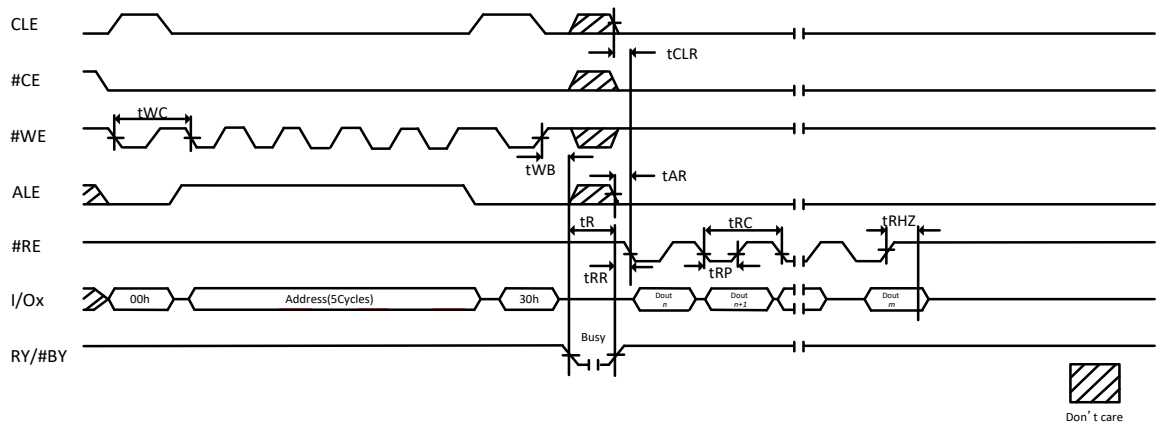 CLE
tCLR
#CE
tWC
#WE
tWB
tAR
ALE
tR
tRC
tRHZ
#RE
tRR
tRP
I/Ox
00h
Address(5Cycles)
30h
Dout
n
Dout
n+1
Dout
m
Busy
RY/#BY
Don’t care